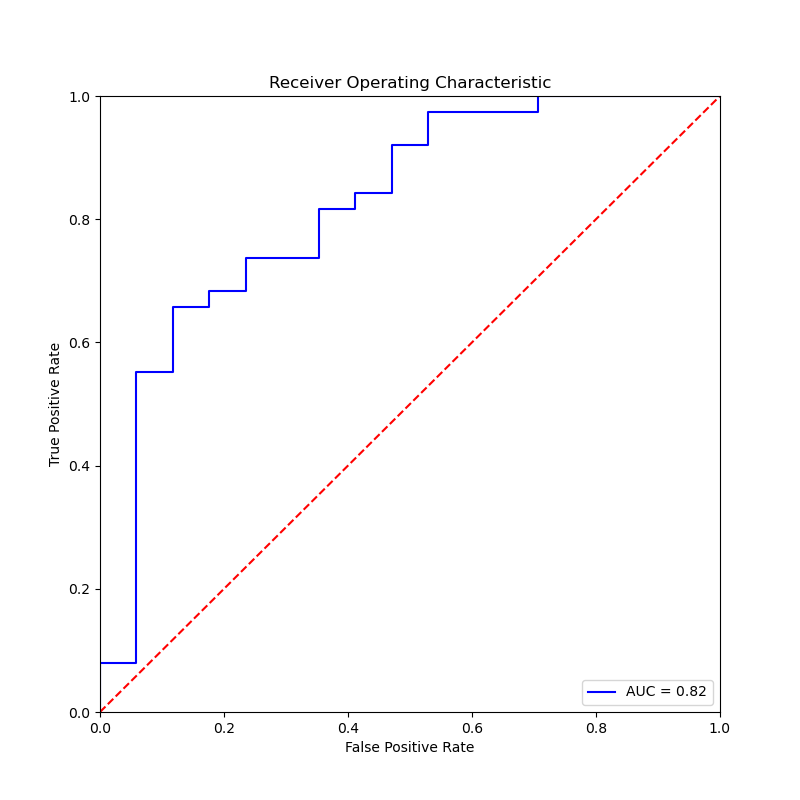 Receiver Operating Characteristic
1.0
0.8
0.6
0.4
0.2
0.0
True Positive Rate
AUC = 0.82
0.0 0.2 0.4 0.6 0.8 1.0
False Positive Rate